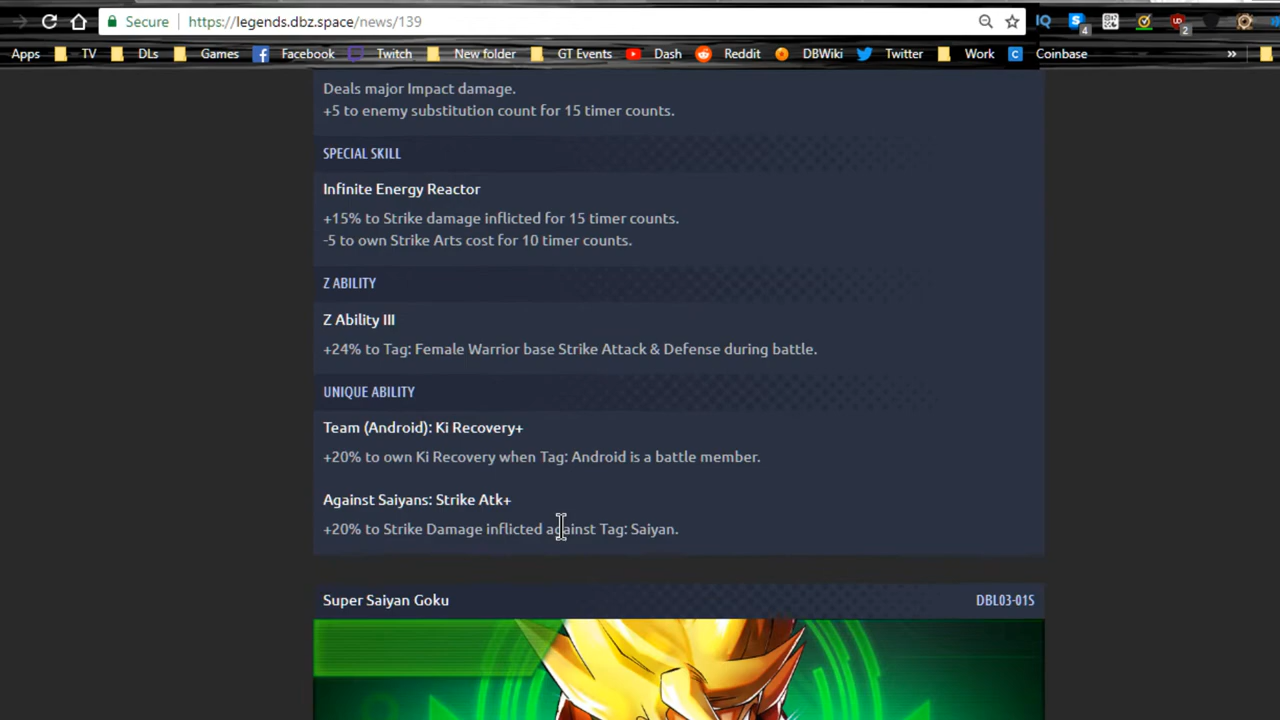 Secure https://legends.dbz.space/news/139
4
2
Apps TV DLs Games Facebook Twitch New folder GT Events Dash Reddit DBWiki Twitter Work Coinbase »
Deals major Impact damage.
+5 to enemy substitution count for 15 timer counts.
SPECIAL SKILL
Infinite Energy Reactor
+15% to Strike damage inflicted for 15 timer counts.
-5 to own Strike Arts cost for 10 timer counts.
Z ABILITY
Z Ability III
+24% to Tag: Female Warrior base Strike Attack & Defense during battle.
UNIQUE ABILITY
Team (Android): Ki Recovery+
+20% to own Ki Recovery when Tag: Android is a battle member.
Against Saiyans: Strike Atk+
+20% to Strike Damage inflicted against Tag: Saiyan.
Super Saiyan Goku DBL03-01S